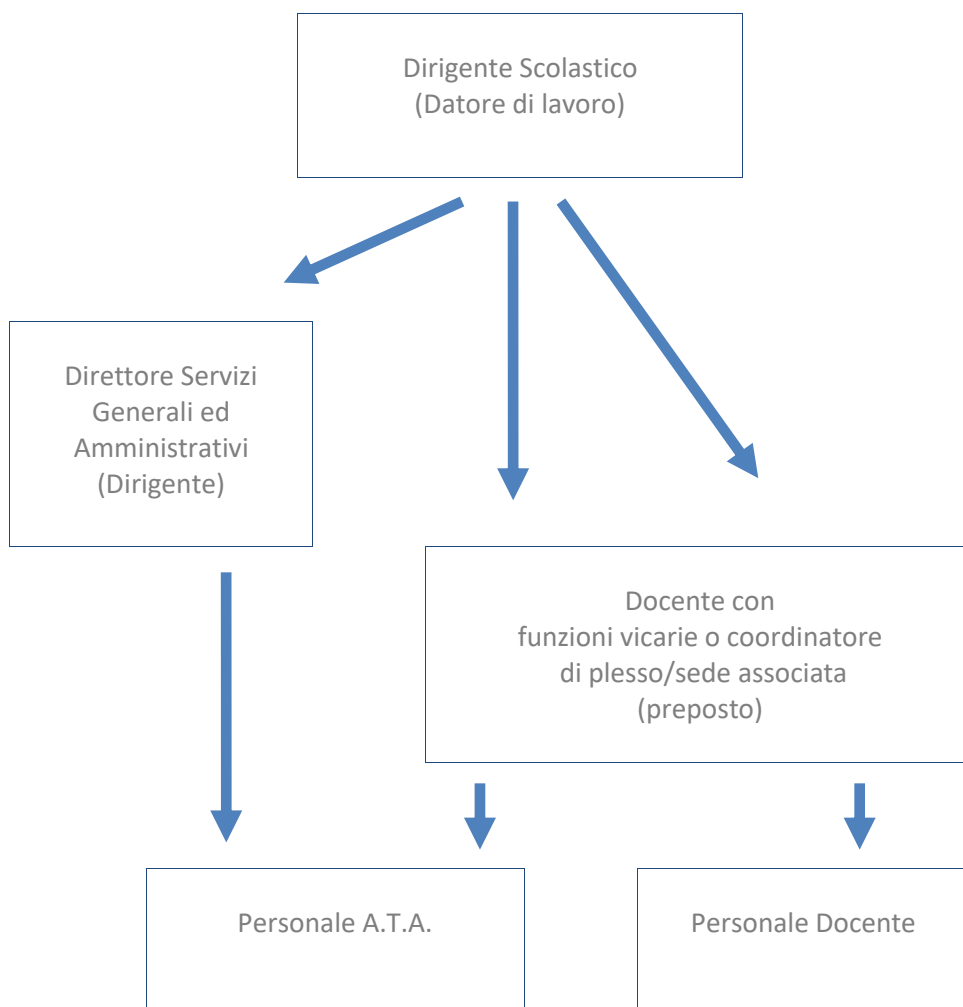 Dirigente Scolastico
(Datore di lavoro)
Direttore Servizi
Generali ed
Amministrativi
(Dirigente)
Docente con
funzioni vicarie o coordinatore
di plesso/sede associata
(preposto)
Personale A.T.A.
Personale Docente